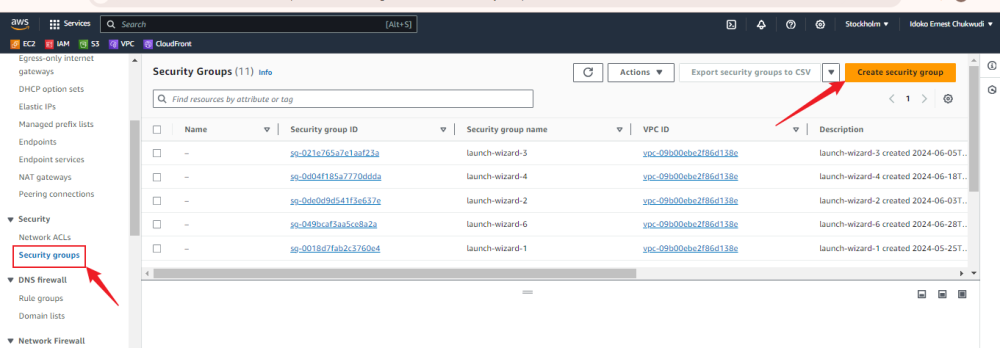 aws Services Search [Alt+S] Stockholm Idoko Ernest Chukwudi
EC2 IAM S3 VPC CloudFront
Egress-only internet
gateways
DHCP option sets
Elastic IPs
Managed prefix lists
Endpoints
Endpoint services
NAT gateways
Peering connections
Security
Network ACLs
Security groups
DNS firewall
Rule groups
Domain lists
Network Firewall
Security Groups (11) Info
Actions Export security groups to CSV Create security group
Find resources by attribute or tag
1
Name Security group ID Security group name VPC ID Description
– sg-021e765a7e1aaf23a launch-wizard-3 vpc-09b00ebe2f86d138e launch-wizard-3 created 2024-06-05T...
– sg-0d04f185a7770ddda launch-wizard-4 vpc-09b00ebe2f86d138e launch-wizard-4 created 2024-06-18T...
– sg-0de0d9d541f3e637e launch-wizard-2 vpc-09b00ebe2f86d138e launch-wizard-2 created 2024-06-03T...
– sg-049bcaf3aa5ce8a2a launch-wizard-6 vpc-09b00ebe2f86d138e launch-wizard-6 created 2024-06-28T...
– sg-0018d7fab2c3760e4 launch-wizard-1 vpc-09b00ebe2f86d138e launch-wizard-1 created 2024-05-25T...